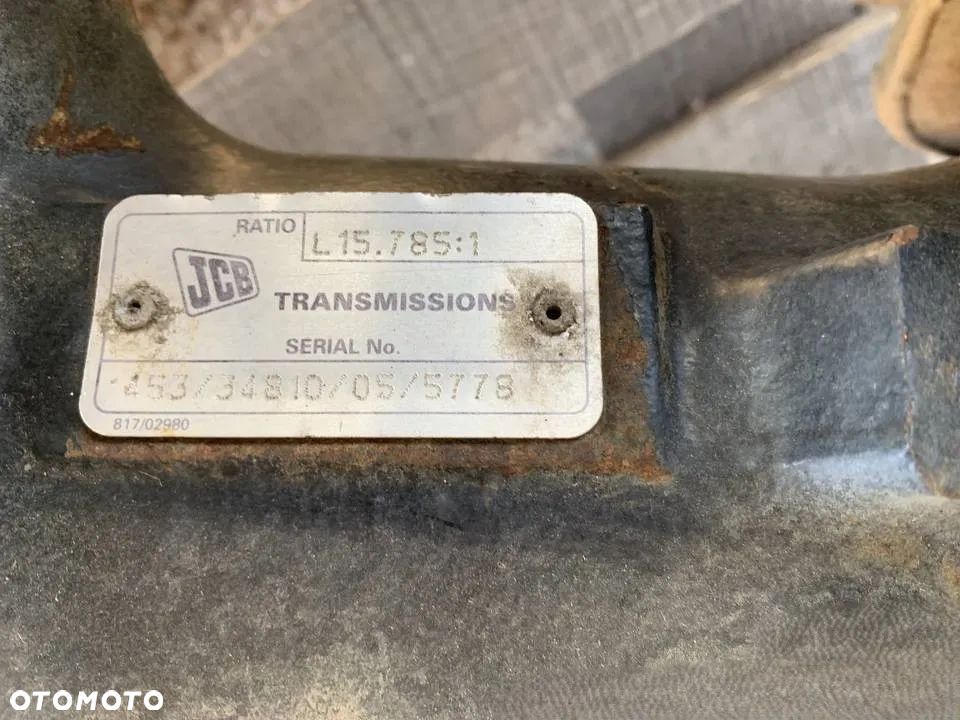 RATIO L15.785:1
JCB TRANSMISSIONS
SERIAL No.
453/34810/05/5778
817/02980
OTOMOTO